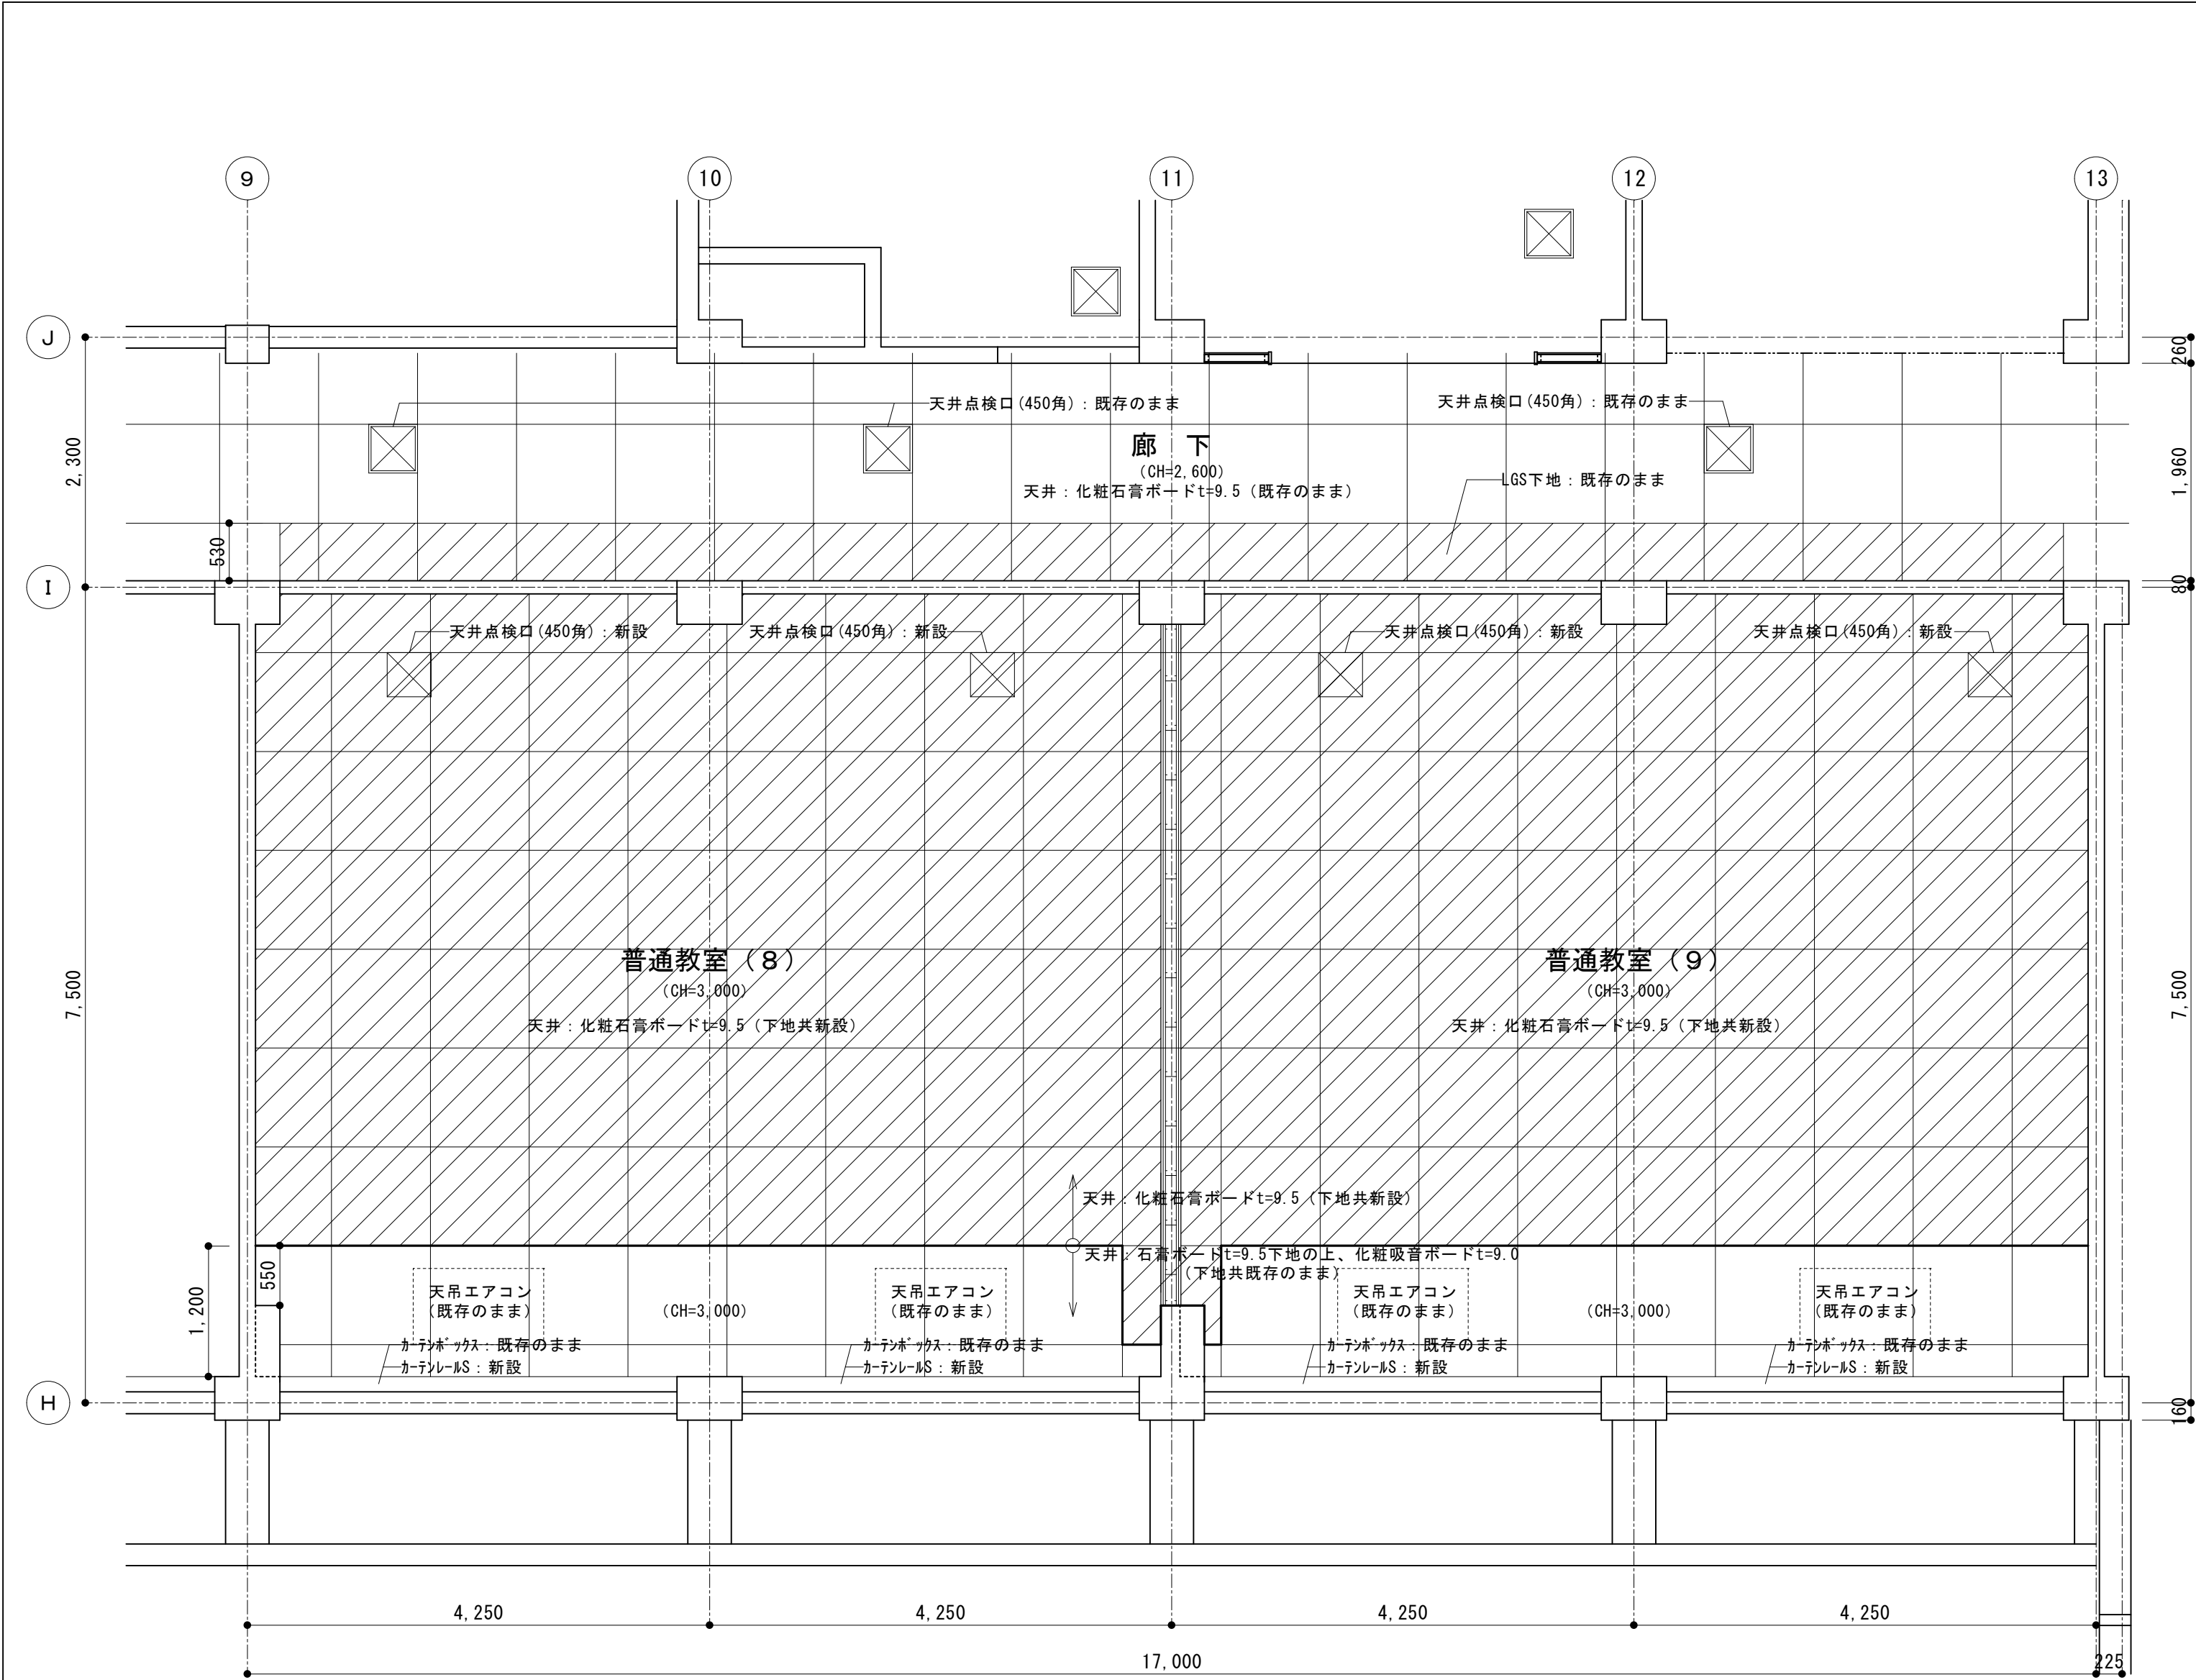 9
10
11
12
13
J
260
天井点検口(450角)：既存のまま
天井点検口(450角)：既存のまま
廊　下
(CH=2,600)
天井：化粧石膏ボードt=9.5（既存のまま）
LGS下地：既存のまま
2,300
1,960
530
I
80
天井点検口(450角)：新設
天井点検口(450角)：新設
天井点検口(450角)：新設
天井点検口(450角)：新設
普通教室（８）
(CH=3,000)
天井：化粧石膏ボードt=9.5（下地共新設）
普通教室（９）
(CH=3,000)
天井：化粧石膏ボードt=9.5（下地共新設）
7,500
7,500
天井：化粧石膏ボードt=9.5（下地共新設）
天井：石膏ボードt=9.5下地の上、化粧吸音ボードt=9.0
（下地共既存のまま）
1,200
550
天吊エアコン
（既存のまま）
(CH=3,000)
天吊エアコン
（既存のまま）
天吊エアコン
（既存のまま）
(CH=3,000)
天吊エアコン
（既存のまま）
ｶｰﾃﾝﾎﾞｯｸｽ：既存のまま
ｶｰﾃﾝﾚｰﾙS：新設
ｶｰﾃﾝﾎﾞｯｸｽ：既存のまま
ｶｰﾃﾝﾚｰﾙS：新設
ｶｰﾃﾝﾎﾞｯｸｽ：既存のまま
ｶｰﾃﾝﾚｰﾙS：新設
ｶｰﾃﾝﾎﾞｯｸｽ：既存のまま
ｶｰﾃﾝﾚｰﾙS：新設
H
160
4,250
4,250
4,250
4,250
17,000
225